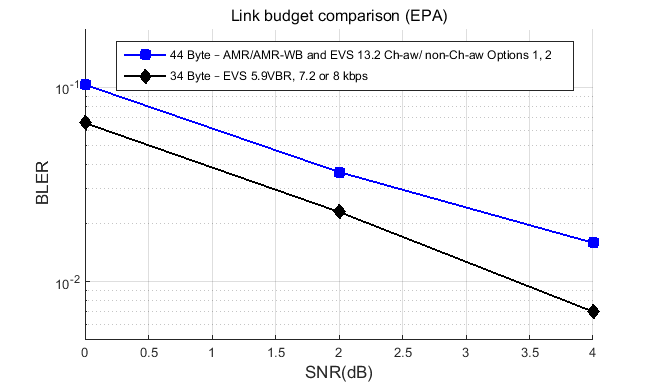 Link budget comparison (EPA)
44 Byte - AMR/AMR-WB and EVS 13.2 Ch-aw/ non-Ch-aw Options 1, 2
34 Byte - EVS 5.9VBR, 7.2 or 8 kbps
10-1
BLER
10-2
0 0.5 1 1.5 2 2.5 3 3.5 4
SNR(dB)